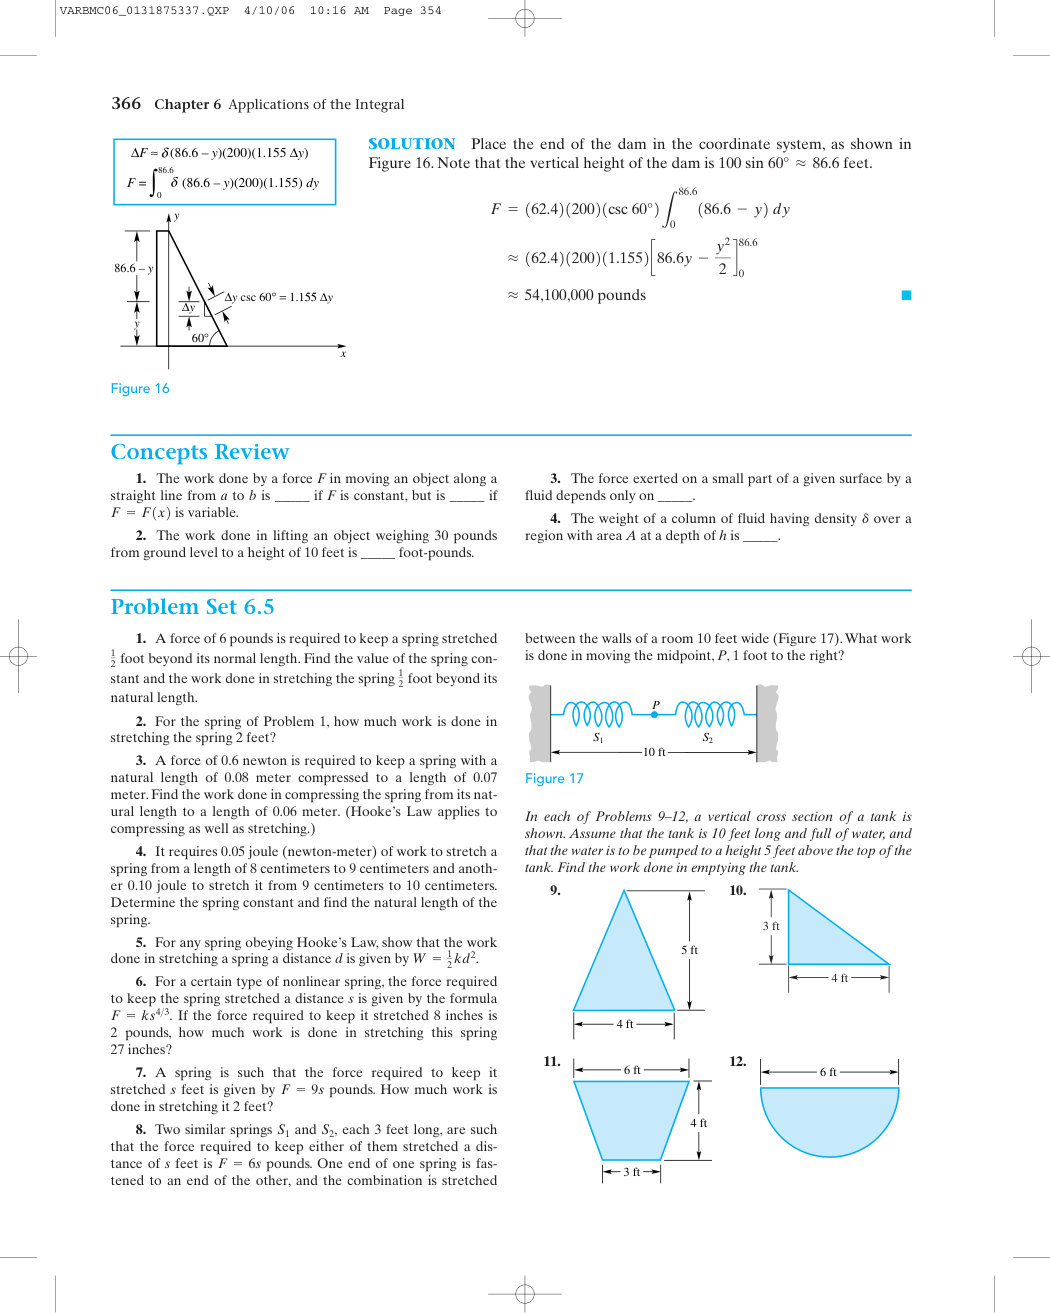 VARBMC06_0131875337.QXP 4/10/06 10:16 AM Page 354
366 Chapter 6 Applications of the Integral
ΔF ≈ δ(86.6 – y)(200)(1.155 Δy)
F = ∫₀^86.6 δ (86.6 – y)(200)(1.155) dy
y
86.6 – y
Δy csc 60° = 1.155 Δy
Δy
y
60°
x
Figure 16
SOLUTION Place the end of the dam in the coordinate system, as shown in
Figure 16. Note that the vertical height of the dam is 100 sin 60° ≈ 86.6 feet.
F = (62.4)(200)(csc 60°) ∫₀^86.6 (86.6 − y) dy
≈ (62.4)(200)(1.155)[86.6y − y²/2]₀^86.6
≈ 54,100,000 pounds
Concepts Review
1. The work done by a force F in moving an object along a
straight line from a to b is _____ if F is constant, but is _____ if
F = F(x) is variable.
2. The work done in lifting an object weighing 30 pounds
from ground level to a height of 10 feet is _____ foot-pounds.
3. The force exerted on a small part of a given surface by a
fluid depends only on _____.
4. The weight of a column of fluid having density δ over a
region with area A at a depth of h is _____.
Problem Set 6.5
1. A force of 6 pounds is required to keep a spring stretched
½ foot beyond its normal length. Find the value of the spring con-
stant and the work done in stretching the spring ½ foot beyond its
natural length.
2. For the spring of Problem 1, how much work is done in
stretching the spring 2 feet?
3. A force of 0.6 newton is required to keep a spring with a
natural length of 0.08 meter compressed to a length of 0.07
meter. Find the work done in compressing the spring from its nat-
ural length to a length of 0.06 meter. (Hooke's Law applies to
compressing as well as stretching.)
4. It requires 0.05 joule (newton-meter) of work to stretch a
spring from a length of 8 centimeters to 9 centimeters and anoth-
er 0.10 joule to stretch it from 9 centimeters to 10 centimeters.
Determine the spring constant and find the natural length of the
spring.
5. For any spring obeying Hooke's Law, show that the work
done in stretching a spring a distance d is given by W = ½kd².
6. For a certain type of nonlinear spring, the force required
to keep the spring stretched a distance s is given by the formula
F = ks^4/3. If the force required to keep it stretched 8 inches is
2 pounds, how much work is done in stretching this spring
27 inches?
7. A spring is such that the force required to keep it
stretched s feet is given by F = 9s pounds. How much work is
done in stretching it 2 feet?
8. Two similar springs S₁ and S₂, each 3 feet long, are such
that the force required to keep either of them stretched a dis-
tance of s feet is F = 6s pounds. One end of one spring is fas-
tened to an end of the other, and the combination is stretched
between the walls of a room 10 feet wide (Figure 17). What work
is done in moving the midpoint, P, 1 foot to the right?
P
S₁ S₂
10 ft
Figure 17
In each of Problems 9–12, a vertical cross section of a tank is
shown. Assume that the tank is 10 feet long and full of water, and
that the water is to be pumped to a height 5 feet above the top of the
tank. Find the work done in emptying the tank.
9.
5 ft
4 ft
10.
3 ft
4 ft
11.
6 ft
4 ft
3 ft
12.
6 ft